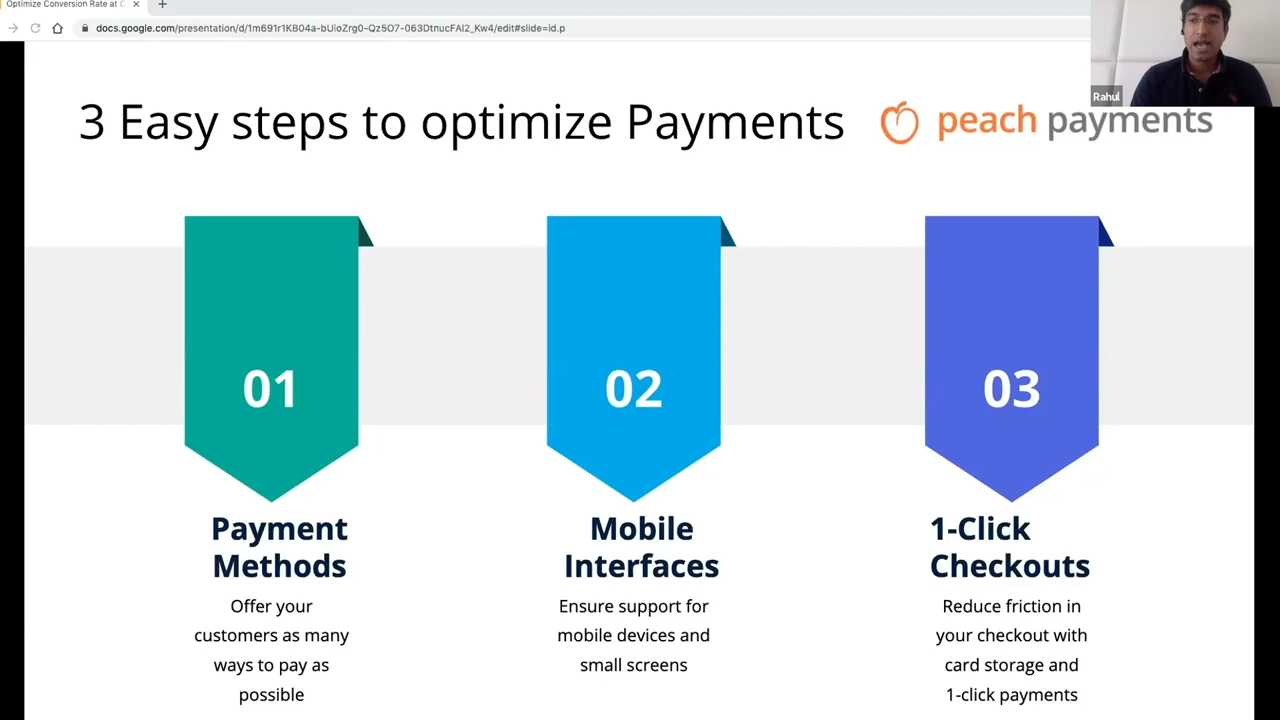 Optimize Conversion Rate at C
docs.google.com/presentation/d/1m691r1KB04a-bUioZrg0-Qz5O7-063DtnucFAI2_Kw4/edit#slide=id.p
Rahul
3 Easy steps to optimize Payments
peach payments
01
02
03
Payment
Methods
Offer your
customers as many
ways to pay as
possible
Mobile
Interfaces
Ensure support for
mobile devices and
small screens
1-Click
Checkouts
Reduce friction in
your checkout with
card storage and
1-click payments